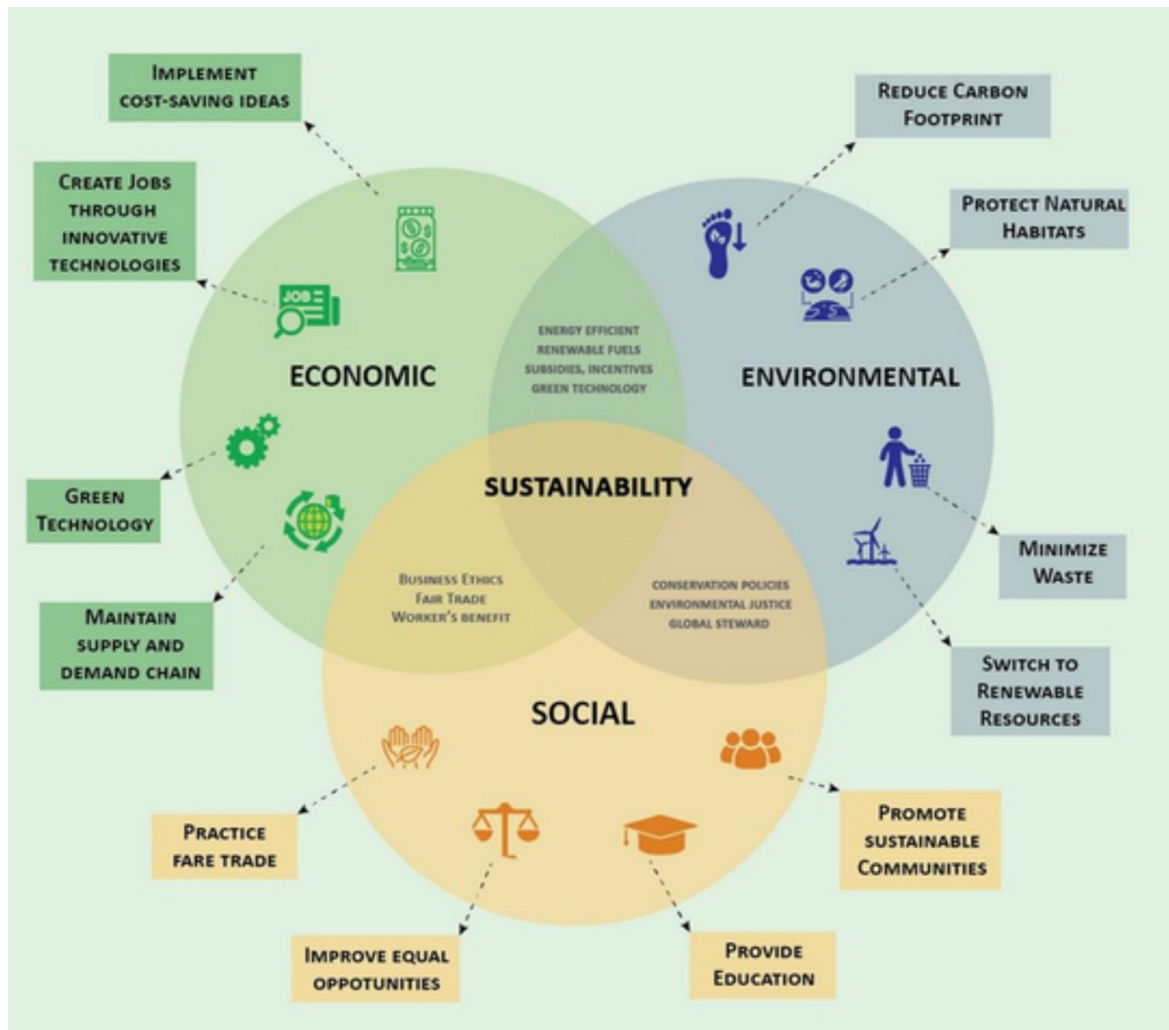 IMPLEMENT
COST-SAVING IDEAS
CREATE JOBS
THROUGH
INNOVATIVE
TECHNOLOGIES
GREEN
TECHNOLOGY
MAINTAIN
SUPPLY AND
DEMAND CHAIN
JOB
ECONOMIC
ENERGY EFFICIENT
RENEWABLE FUELS
SUBSIDIES, INCENTIVES
GREEN TECHNOLOGY
ENVIRONMENTAL
REDUCE CARBON
FOOTPRINT
PROTECT NATURAL
HABITATS
MINIMIZE
WASTE
SWITCH TO
RENEWABLE
RESOURCES
SUSTAINABILITY
BUSINESS ETHICS
FAIR TRADE
WORKER'S BENEFIT
CONSERVATION POLICIES
ENVIRONMENTAL JUSTICE
GLOBAL STEWARD
SOCIAL
PRACTICE
FARE TRADE
IMPROVE EQUAL
OPPOTUNITIES
PROVIDE
EDUCATION
PROMOTE
SUSTAINABLE
COMMUNITIES